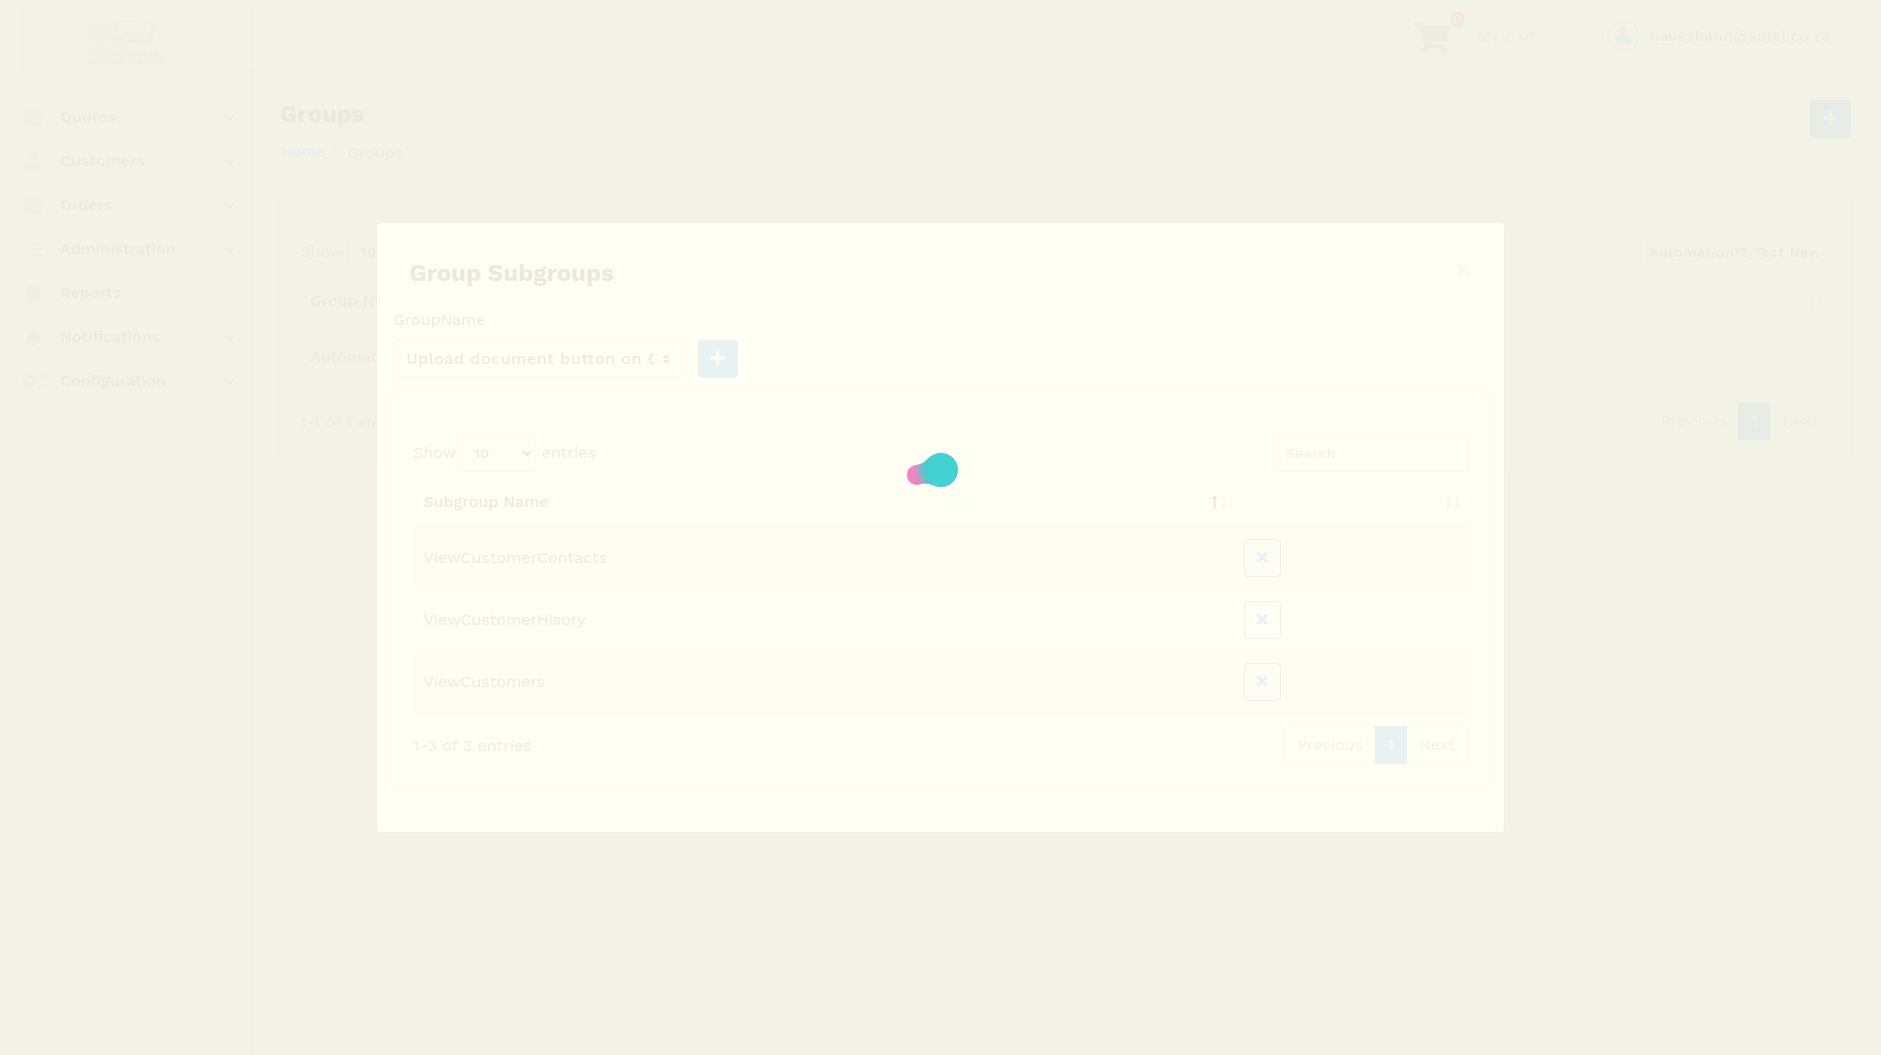 0
My Cart
naveshann@astel.co.za
Quotes
Customers
Orders
Administration
Reports
Notifications
Configuration
Groups
Home » Groups
Show 10
Automation12 Test New
Group N
Automat
1-1 of 1 en
Previous 1 Next
Group Subgroups
GroupName
Upload document button on
Show 10 entries
Search
Subgroup Name
ViewCustomerContacts
ViewCustomerHisory
ViewCustomers
1-3 of 3 entries
Previous 1 Next